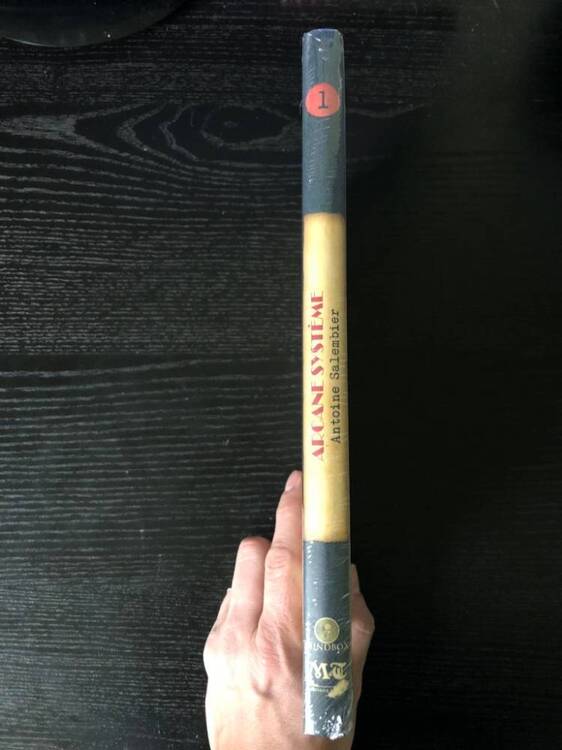 1
ARCANE SYSTÈME
Antoine Salembier
MINDBOX